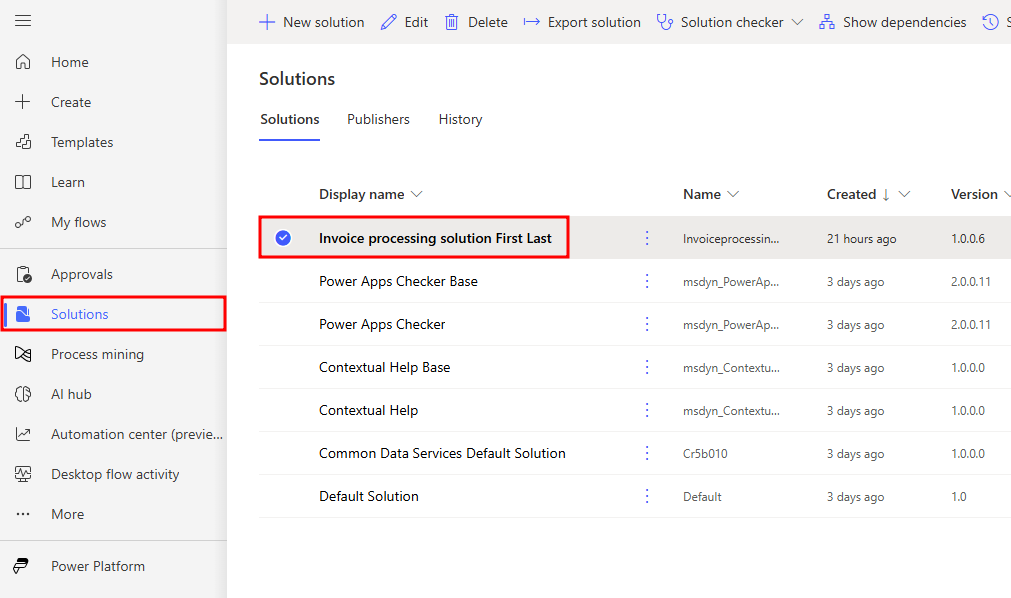 New solution Edit Delete Export solution Solution checker Show dependencies S
Home
Create
Templates
Learn
My flows
Approvals
Solutions
Process mining
AI hub
Automation center (previe...
Desktop flow activity
More
Power Platform
Solutions
Solutions Publishers History
Display name Name Created Version
Invoice processing solution First Last Invoiceprocessin... 21 hours ago 1.0.0.6
Power Apps Checker Base msdyn_PowerAp... 3 days ago 2.0.0.11
Power Apps Checker msdyn_PowerAp... 3 days ago 2.0.0.11
Contextual Help Base msdyn_Contextu... 3 days ago 1.0.0.0
Contextual Help msdyn_Contextu... 3 days ago 1.0.0.0
Common Data Services Default Solution Cr5b010 3 days ago 1.0.0.0
Default Solution Default 3 days ago 1.0